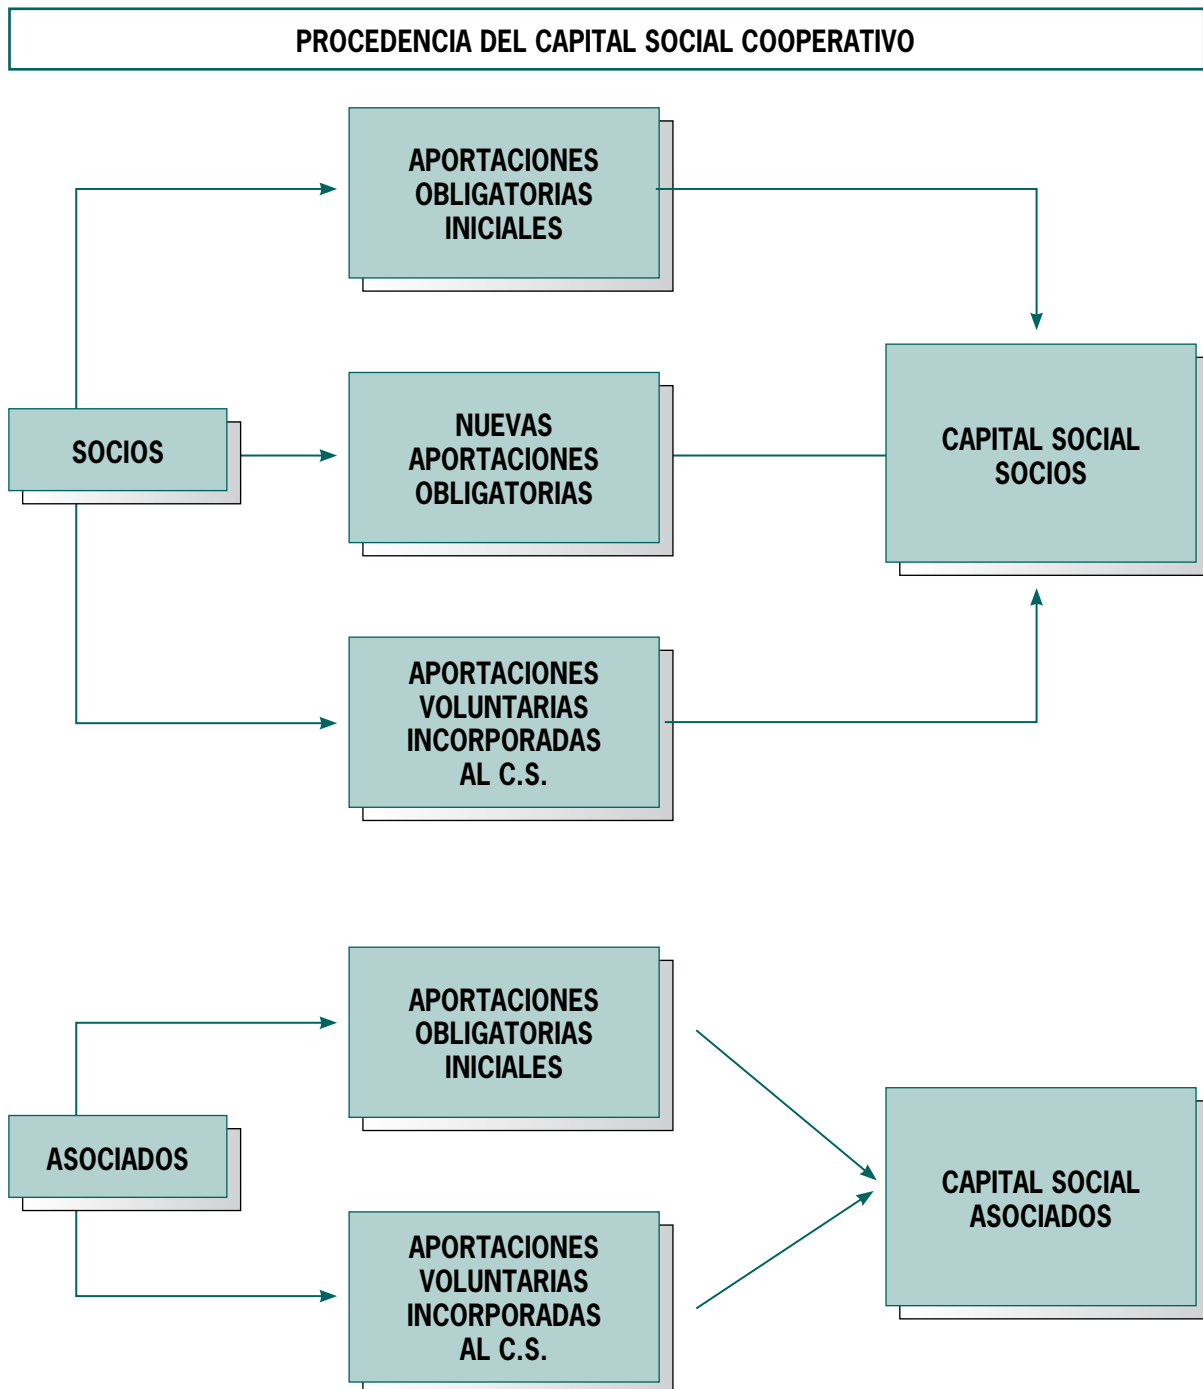 PROCEDENCIA DEL CAPITAL SOCIAL COOPERATIVO
APORTACIONES
OBLIGATORIAS
INICIALES
SOCIOS
NUEVAS
APORTACIONES
OBLIGATORIAS
CAPITAL SOCIAL
SOCIOS
APORTACIONES
VOLUNTARIAS
INCORPORADAS
AL C.S.
APORTACIONES
OBLIGATORIAS
INICIALES
ASOCIADOS
CAPITAL SOCIAL
ASOCIADOS
APORTACIONES
VOLUNTARIAS
INCORPORADAS
AL C.S.